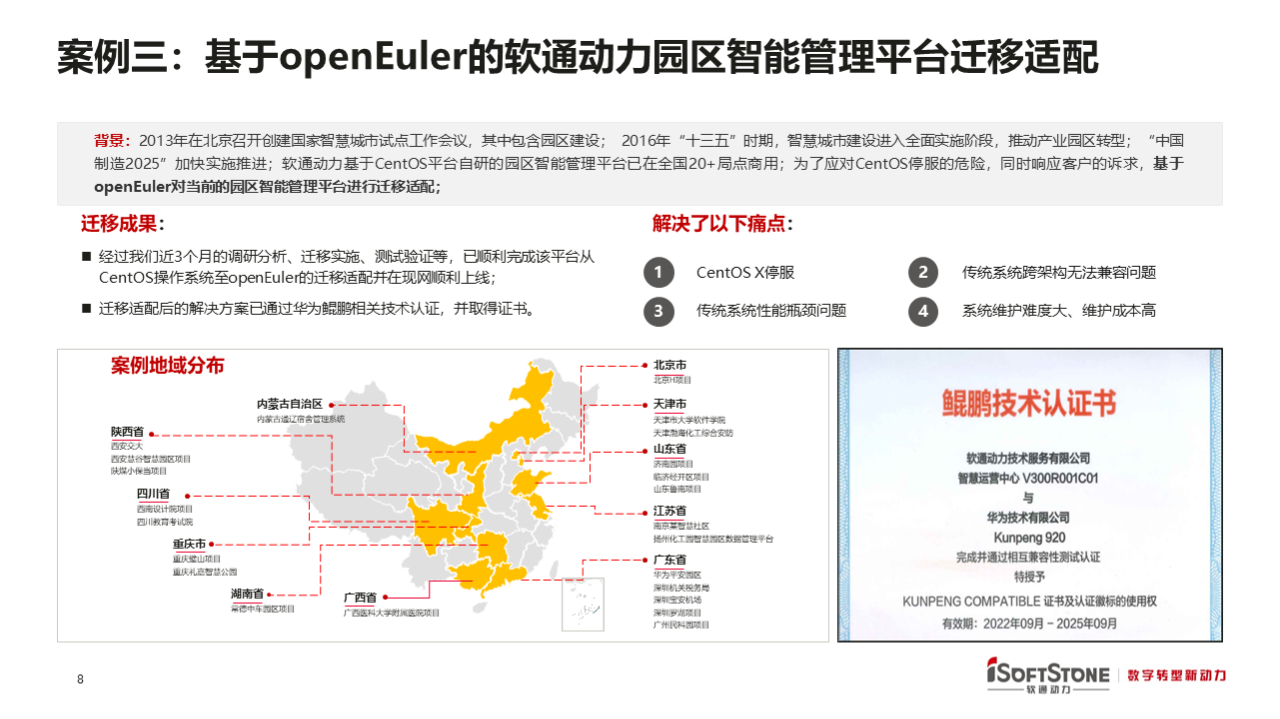 案例三：基于openEuler的软通动力园区智能管理平台迁移适配
背景：2013年在北京召开创建国家智慧城市试点工作会议，其中包含园区建设； 2016年“十三五”时期，智慧城市建设进入全面实施阶段，推动产业园区转型；“中国
制造2025”加快实施推进；软通动力基于CentOS平台自研的园区智能管理平台已在全国20+局点商用；为了应对CentOS停服的危险，同时响应客户的诉求，基于
openEuler对当前的园区智能管理平台进行迁移适配；
迁移成果：
■ 经过我们近3个月的调研分析、迁移实施、测试验证等，已顺利完成该平台从
CentOS操作系统至openEuler的迁移适配并在现网顺利上线；
■ 迁移适配后的解决方案已通过华为鲲鹏相关技术认证，并取得证书。
解决了以下痛点：
1 CentOS X停服
2 传统系统跨架构无法兼容问题
3 传统系统性能瓶颈问题
4 系统维护难度大、维护成本高
案例地域分布
内蒙古自治区
内蒙古通辽宿舍管理系统
陕西省
西安交大
西安慧谷智慧园区项目
陕煤小保当项目
四川省
西南设计院项目
四川教育考试院
重庆市
重庆璧山项目
重庆礼嘉智慧公园
湖南省
常德中车园区项目
广西省
广西医科大学附属医院项目
北京市
北京H项目
天津市
天津市大学软件学院
天津渤海化工综合安防
山东省
济南园项目
临沂经开区项目
山东鲁南项目
江苏省
南京某智慧社区
扬州化工园智慧园区数据管理平台
广东省
华为平安园区
深圳机关税务局
深圳宝安机场
深圳罗湖项目
广州民科园项目
鲲鹏技术认证书
软通动力技术服务有限公司
智慧运营中心 V300R001C01
与
华为技术有限公司
Kunpeng 920
完成并通过相互兼容性测试认证
特授予
KUNPENG COMPATIBLE 证书及认证徽标的使用权
有效期：2022年09月 – 2025年09月
8
iSOFTSTONE
软通动力
数字转型新动力